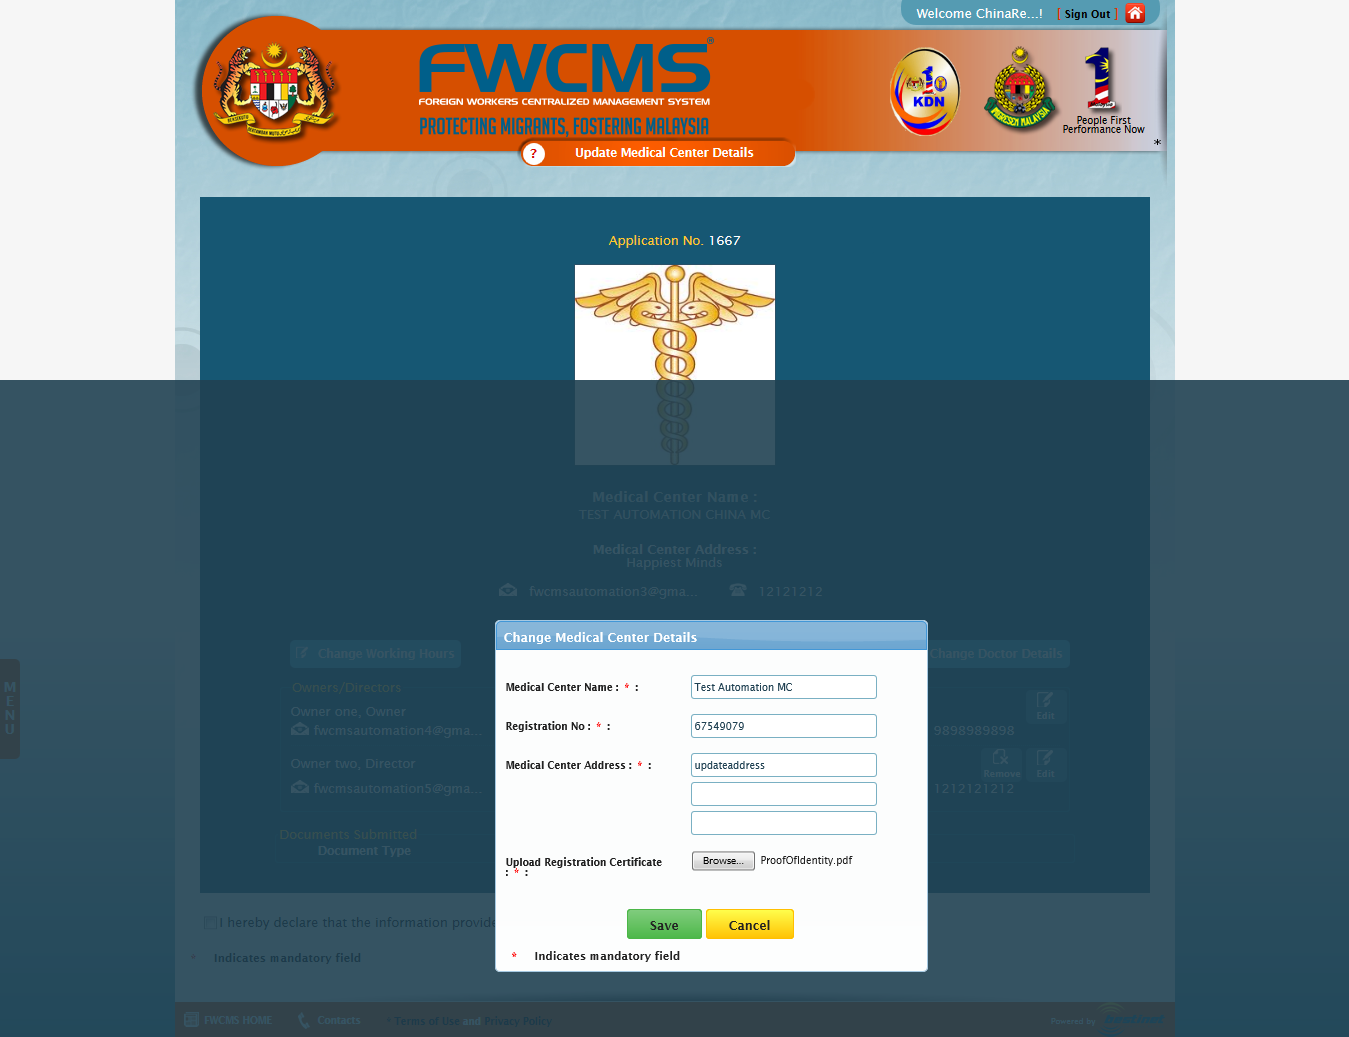 Welcome ChinaRe...! [ Sign Out ]
FWCMS®
FOREIGN WORKERS CENTRALIZED MANAGEMENT SYSTEM
PROTECTING MIGRANTS, FOSTERING MALAYSIA
KDN
IMIGRESEN MALAYSIA
1
People First
Performance Now
*
? Update Medical Center Details
Application No. 1667
Medical Center Name :
TEST AUTOMATION CHINA MC
Medical Center Address :
Happiest Minds
fwcmsautomation3@gma... 12121212
Change Working Hours
Change Doctor Details
MENU
Owners/Directors
Owner one, Owner
fwcmsautomation4@gma... 9898989898
Edit
Owner two, Director
fwcmsautomation5@gma... 1212121212
Remove Edit
Documents Submitted
Document Type
Change Medical Center Details
Medical Center Name : * : Test Automation MC
Registration No : * : 67549079
Medical Center Address : * : updateaddress
Upload Registration Certificate
: * :
Browse... ProofOfIdentity.pdf
Save Cancel
* Indicates mandatory field
I hereby declare that the information provide
* Indicates mandatory field
FWCMS HOME Contacts * Terms of Use and Privacy Policy
Powered by